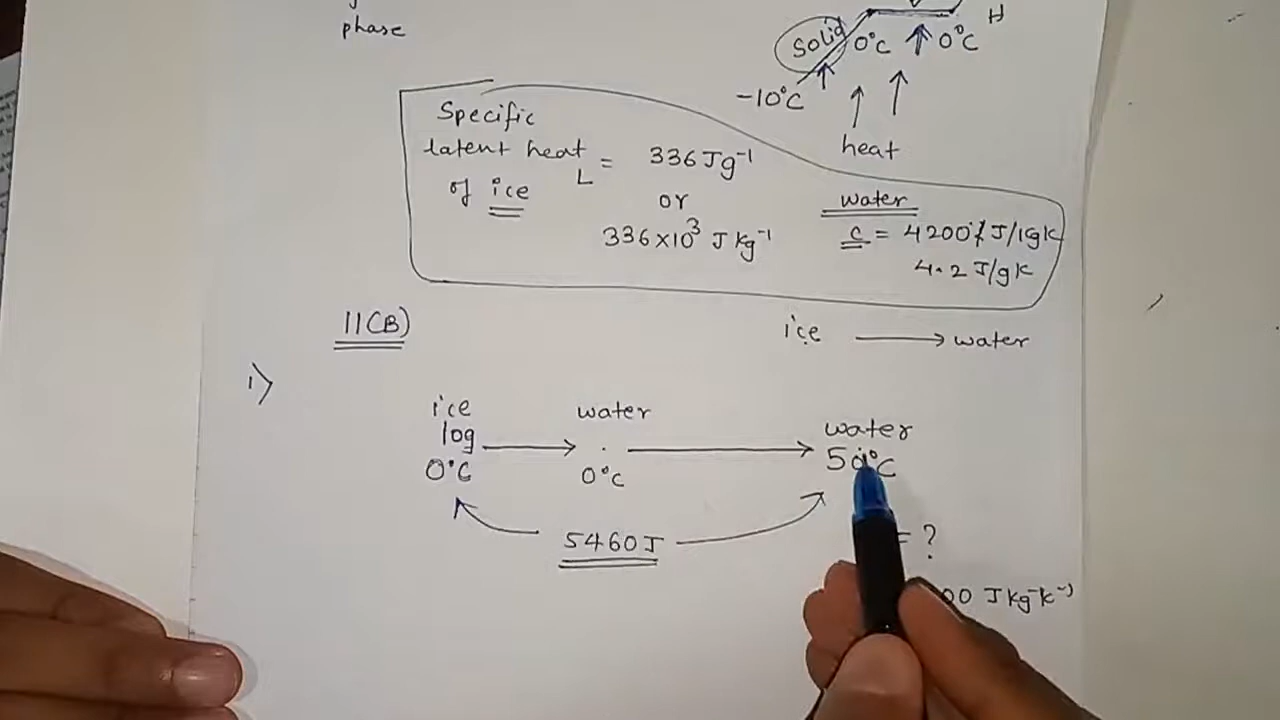 phase
H
Solid 0°C 0°C
-10°C
heat
Specific
latent heat L = 336 Jg⁻¹
of ice
or
336×10³ J Kg⁻¹
water
c = 4200 J/kgk
4.2 J/gk
11(B)
ice → water
1)
ice → water → water
10g
0°C 0°C 50°C
5460J
= ?
00 J Kg⁻k⁻¹